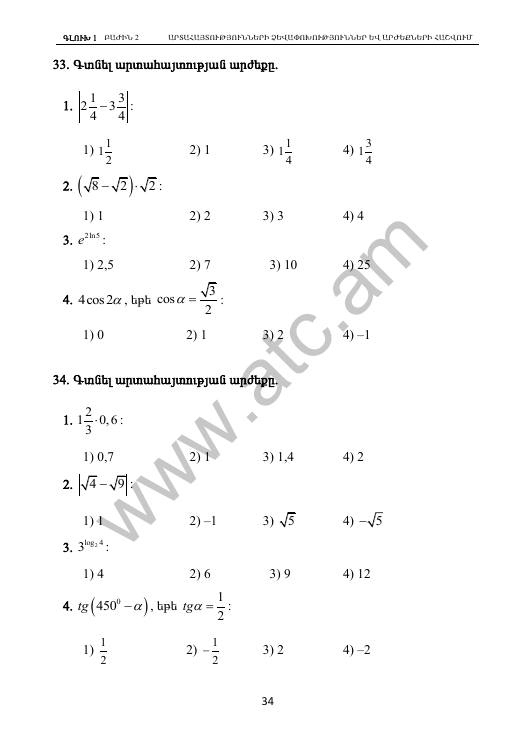 ԳԼՈՒԽ 1 ԲԱԺԻՆ 2 ԱՐՏԱՀԱՅՏՈՒԹՅՈՒՆՆԵՐԻ ՁԵՎԱՓՈԽՈՒԹՅՈՒՆՆԵՐ ԵՎ ԱՐԺԵՔՆԵՐԻ ՀԱՇՎՈՒՄ
33. Գտնել արտահայտության արժեքը.
1. |2 1/4 − 3 3/4| :
1) 1 1/2 2) 1 3) 1 1/4 4) 1 3/4
2. (√8 − √2) · √2 :
1) 1 2) 2 3) 3 4) 4
3. e^(2ln5) :
1) 2,5 2) 7 3) 10 4) 25
4. 4cos2α , եթե cosα = √3/2 :
1) 0 2) 1 3) 2 4) –1
34. Գտնել արտահայտության արժեքը.
1. 1 2/3 · 0,6 :
1) 0,7 2) 1 3) 1,4 4) 2
2. |√4 − √9| :
1) 1 2) –1 3) √5 4) −√5
3. 3^(log₂4) :
1) 4 2) 6 3) 9 4) 12
4. tg(450⁰ − α) , եթե tgα = 1/2 :
1) 1/2 2) −1/2 3) 2 4) –2
34
www.atc.am